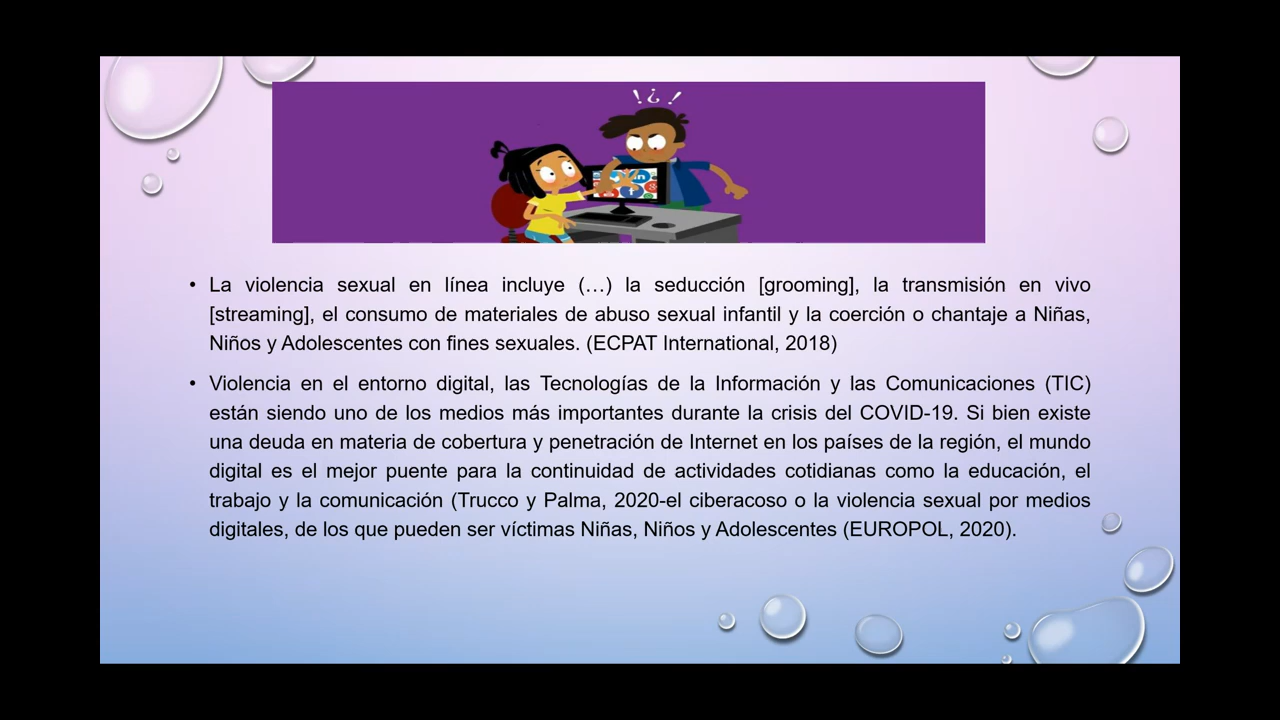 ! ¿ !
in
f
• La violencia sexual en línea incluye (…) la seducción [grooming], la transmisión en vivo
[streaming], el consumo de materiales de abuso sexual infantil y la coerción o chantaje a Niñas,
Niños y Adolescentes con fines sexuales. (ECPAT International, 2018)
• Violencia en el entorno digital, las Tecnologías de la Información y las Comunicaciones (TIC)
están siendo uno de los medios más importantes durante la crisis del COVID-19. Si bien existe
una deuda en materia de cobertura y penetración de Internet en los países de la región, el mundo
digital es el mejor puente para la continuidad de actividades cotidianas como la educación, el
trabajo y la comunicación (Trucco y Palma, 2020-el ciberacoso o la violencia sexual por medios
digitales, de los que pueden ser víctimas Niñas, Niños y Adolescentes (EUROPOL, 2020).